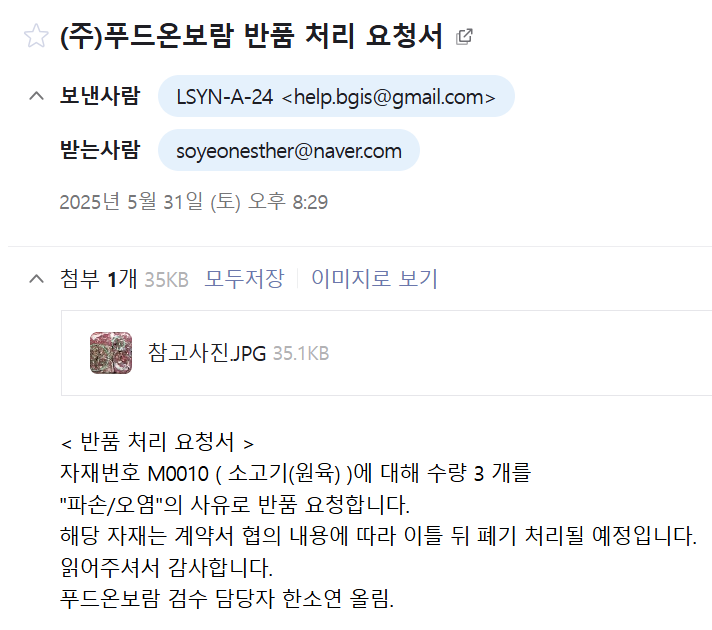 (주)푸드온보람 반품 처리 요청서
보낸사람 LSYN-A-24 <help.bgis@gmail.com>
받는사람 soyeonesther@naver.com
2025년 5월 31일 (토) 오후 8:29
첨부 1개 35KB 모두저장 이미지로 보기
참고사진.JPG 35.1KB
< 반품 처리 요청서 >
자재번호 M0010 ( 소고기(원육) )에 대해 수량 3 개를
"파손/오염"의 사유로 반품 요청합니다.
해당 자재는 계약서 협의 내용에 따라 이틀 뒤 폐기 처리될 예정입니다.
읽어주셔서 감사합니다.
푸드온보람 검수 담당자 한소연 올림.